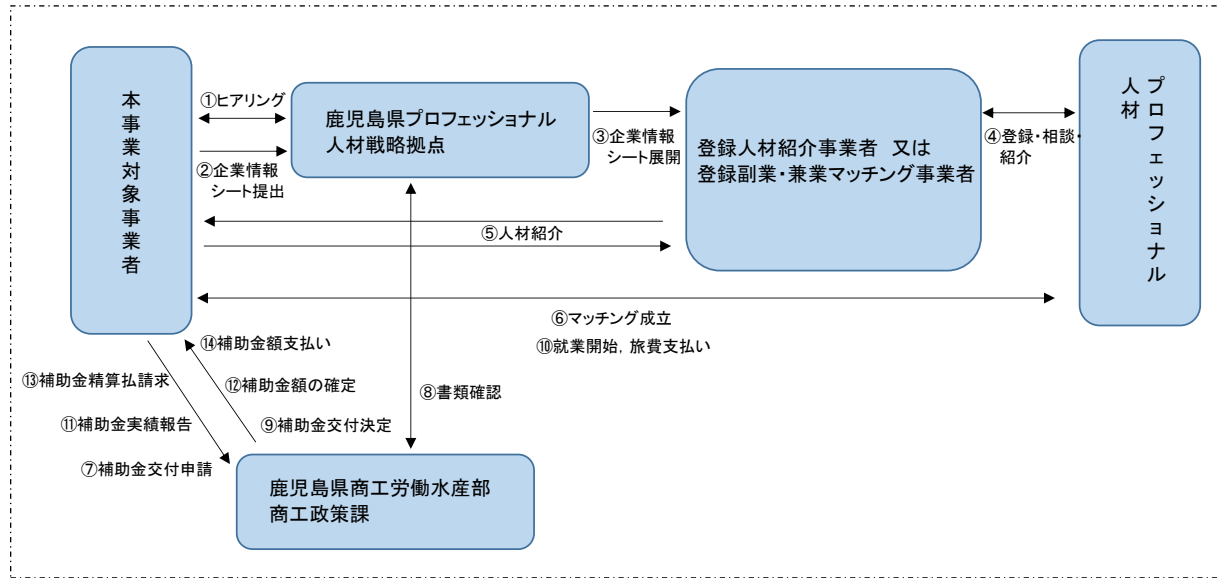 本事業対象事業者
①ヒアリング
②企業情報
シート提出
鹿児島県プロフェッショナル
人材戦略拠点
③企業情報
シート展開
登録人材紹介事業者 又は
登録副業・兼業マッチング事業者
④登録・相談・
紹介
プロフェッショナル
人材
⑤人材紹介
⑥マッチング成立
⑩就業開始，旅費支払い
⑭補助金額支払い
⑬補助金精算払請求
⑫補助金額の確定
⑧書類確認
⑪補助金実績報告
⑨補助金交付決定
⑦補助金交付申請
鹿児島県商工労働水産部
商工政策課